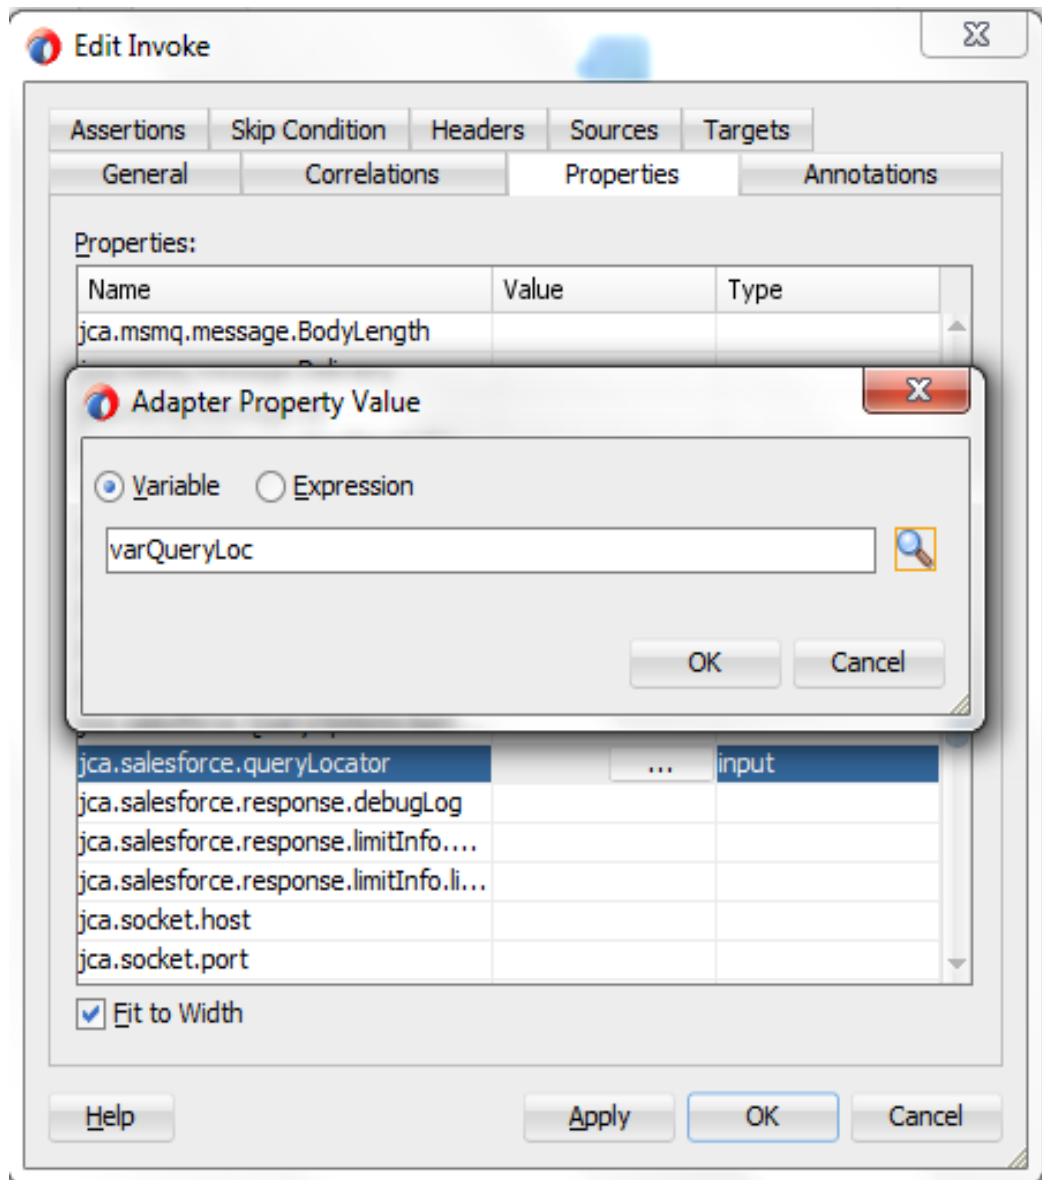 Edit Invoke
Assertions Skip Condition Headers Sources Targets
General Correlations Properties Annotations
Properties:
Name Value Type
jca.msmq.message.BodyLength
Adapter Property Value
Variable Expression
varQueryLoc
OK Cancel
jca.salesforce.queryLocator ... input
jca.salesforce.response.debugLog
jca.salesforce.response.limitInfo....
jca.salesforce.response.limitInfo.li...
jca.socket.host
jca.socket.port
Fit to Width
Help Apply OK Cancel